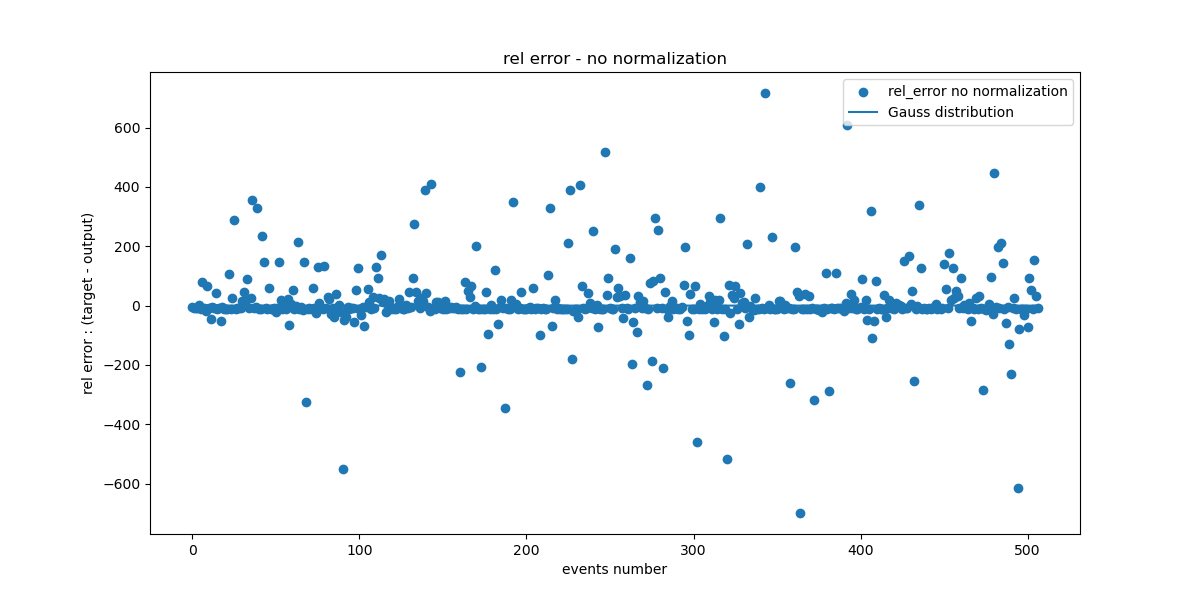 rel error - no normalization
rel_error no normalization
Gauss distribution
rel error : (target - output)
600
400
200
0
−200
−400
−600
0 100 200 300 400 500
events number